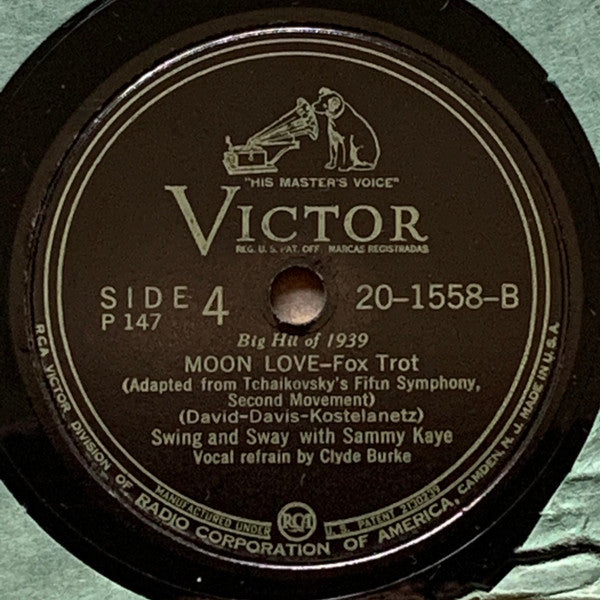 "HIS MASTER'S VOICE"
VICTOR
REG. U. S. PAT. OFF. MARCAS REGISTRADAS
SIDE 4 20-1558-B
P 147
Big Hit of 1939
MOON LOVE-Fox Trot
(Adapted from Tchaikovsky's Fifth Symphony,
Second Movement)
(David-Davis-Kostelanetz)
Swing and Sway with Sammy Kaye
Vocal refrain by Clyde Burke
MANUFACTURED UNDER RCA U. S. PATENT 2130239
RCA VICTOR DIVISION OF RADIO CORPORATION OF AMERICA, CAMDEN, N. J. MADE IN U.S.A.